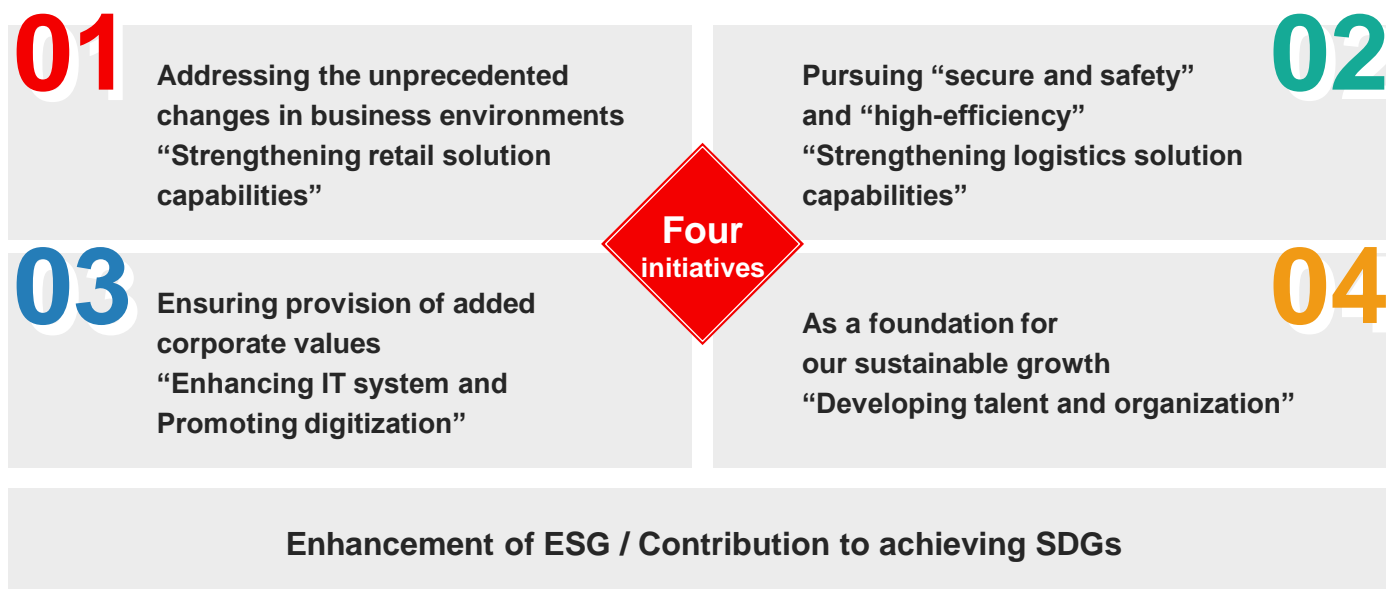 01
Addressing the unprecedented
changes in business environments
“Strengthening retail solution
capabilities”
02
Pursuing “secure and safety”
and “high-efficiency”
“Strengthening logistics solution
capabilities”
Four
initiatives
03
Ensuring provision of added
corporate values
“Enhancing IT system and
Promoting digitization”
04
As a foundation for
our sustainable growth
“Developing talent and organization”
Enhancement of ESG / Contribution to achieving SDGs